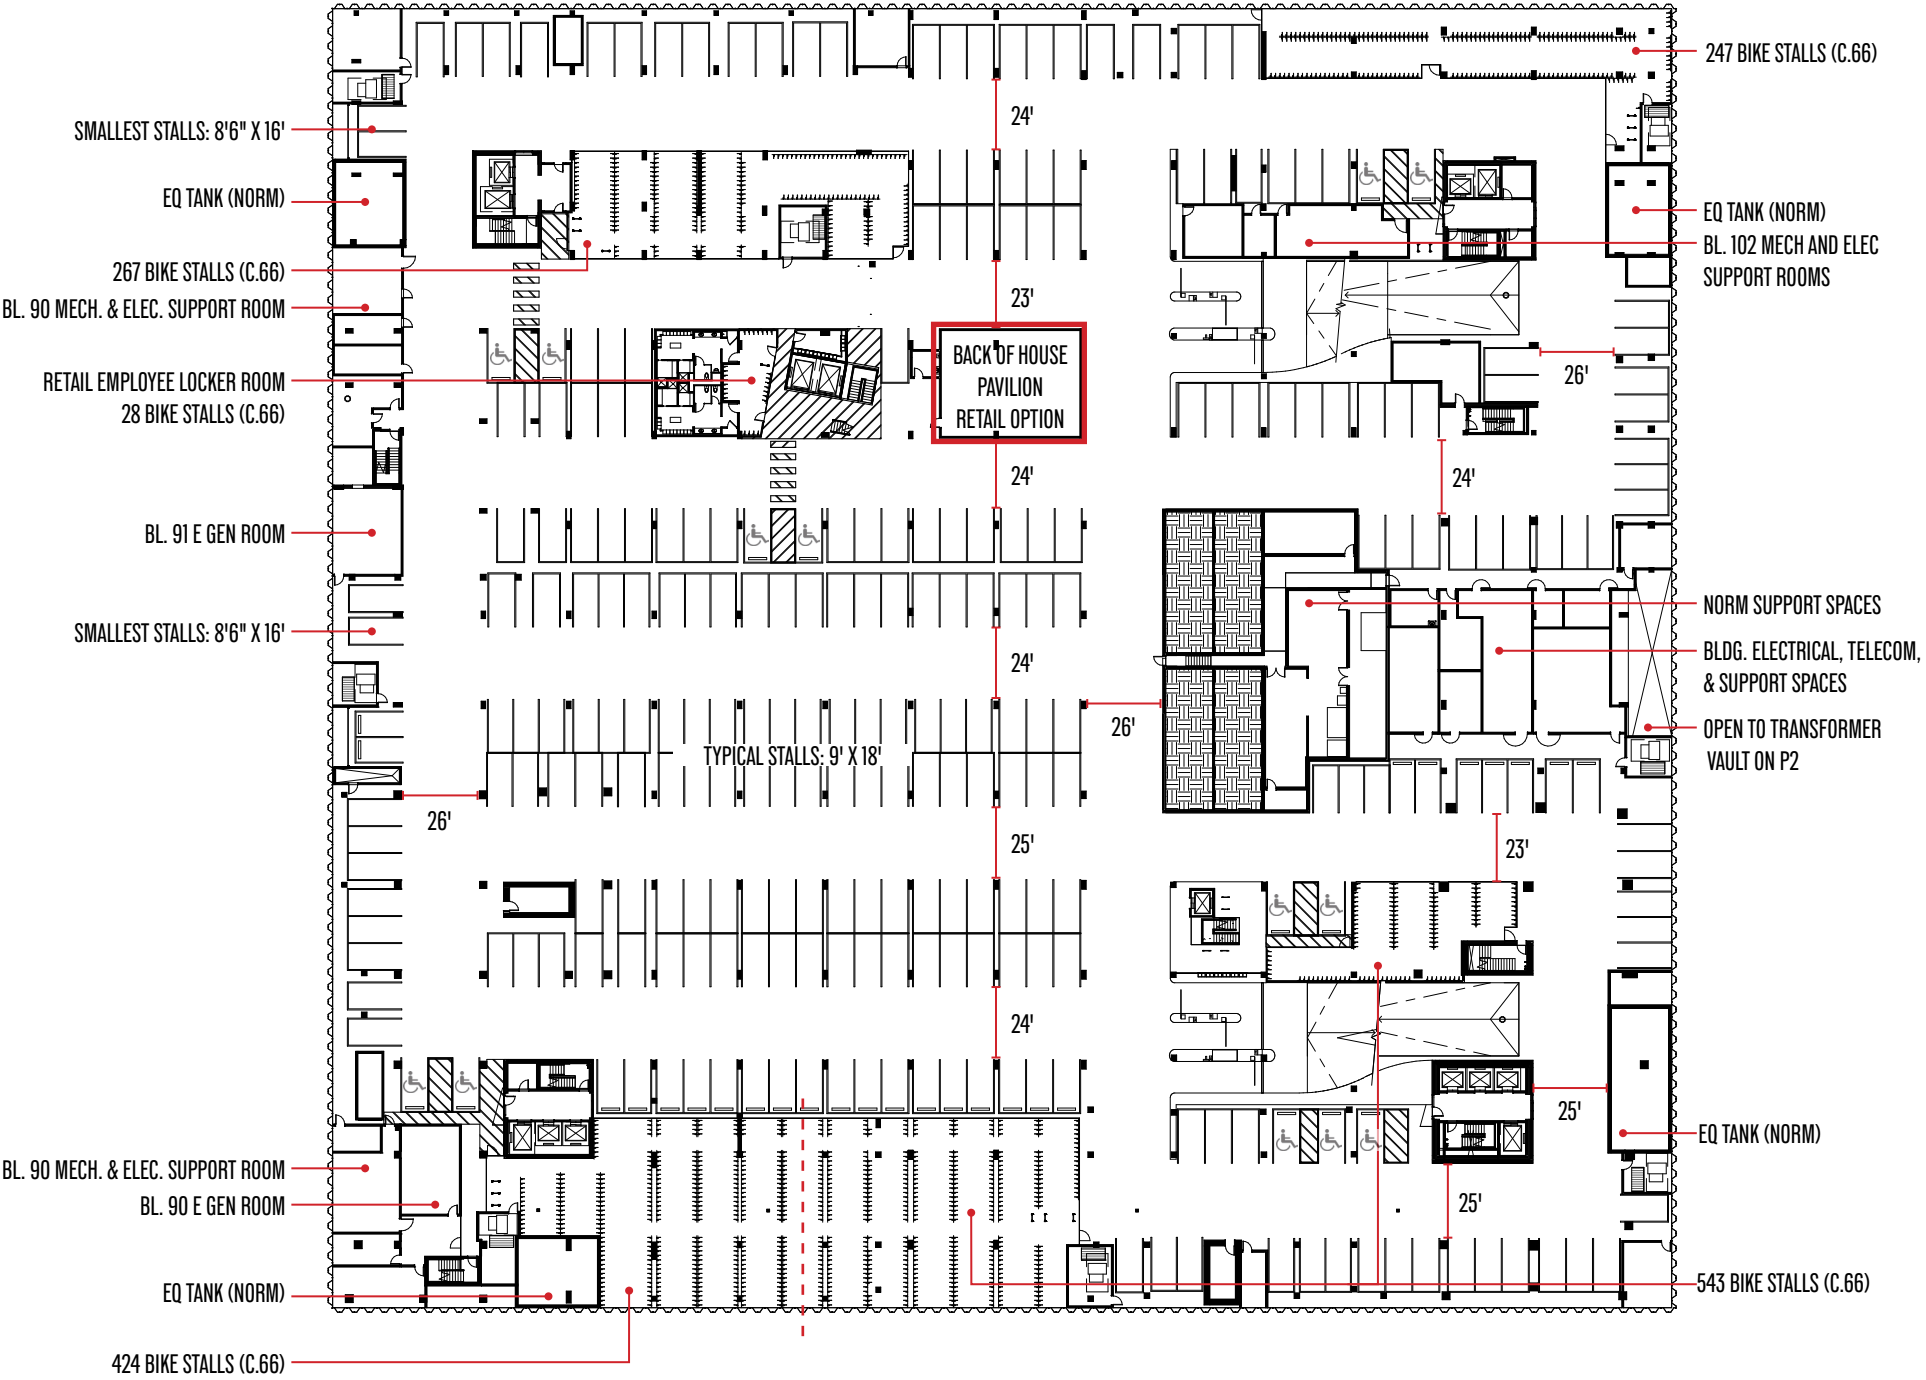 247 BIKE STALLS (C.66)
24'
SMALLEST STALLS: 8'6" X 16'
EQ TANK (NORM)
EQ TANK (NORM)
BL. 102 MECH AND ELEC
SUPPORT ROOMS
267 BIKE STALLS (C.66)
BL. 90 MECH. & ELEC. SUPPORT ROOM
23'
BACK OF HOUSE
PAVILION
RETAIL OPTION
26'
RETAIL EMPLOYEE LOCKER ROOM
28 BIKE STALLS (C.66)
24'
24'
BL. 91 E GEN ROOM
NORM SUPPORT SPACES
SMALLEST STALLS: 8'6" X 16'
24'
BLDG. ELECTRICAL, TELECOM,
& SUPPORT SPACES
26'
OPEN TO TRANSFORMER
VAULT ON P2
TYPICAL STALLS: 9' X 18'
26'
25'
23'
24'
25'
EQ TANK (NORM)
BL. 90 MECH. & ELEC. SUPPORT ROOM
BL. 90 E GEN ROOM
25'
EQ TANK (NORM)
543 BIKE STALLS (C.66)
424 BIKE STALLS (C.66)